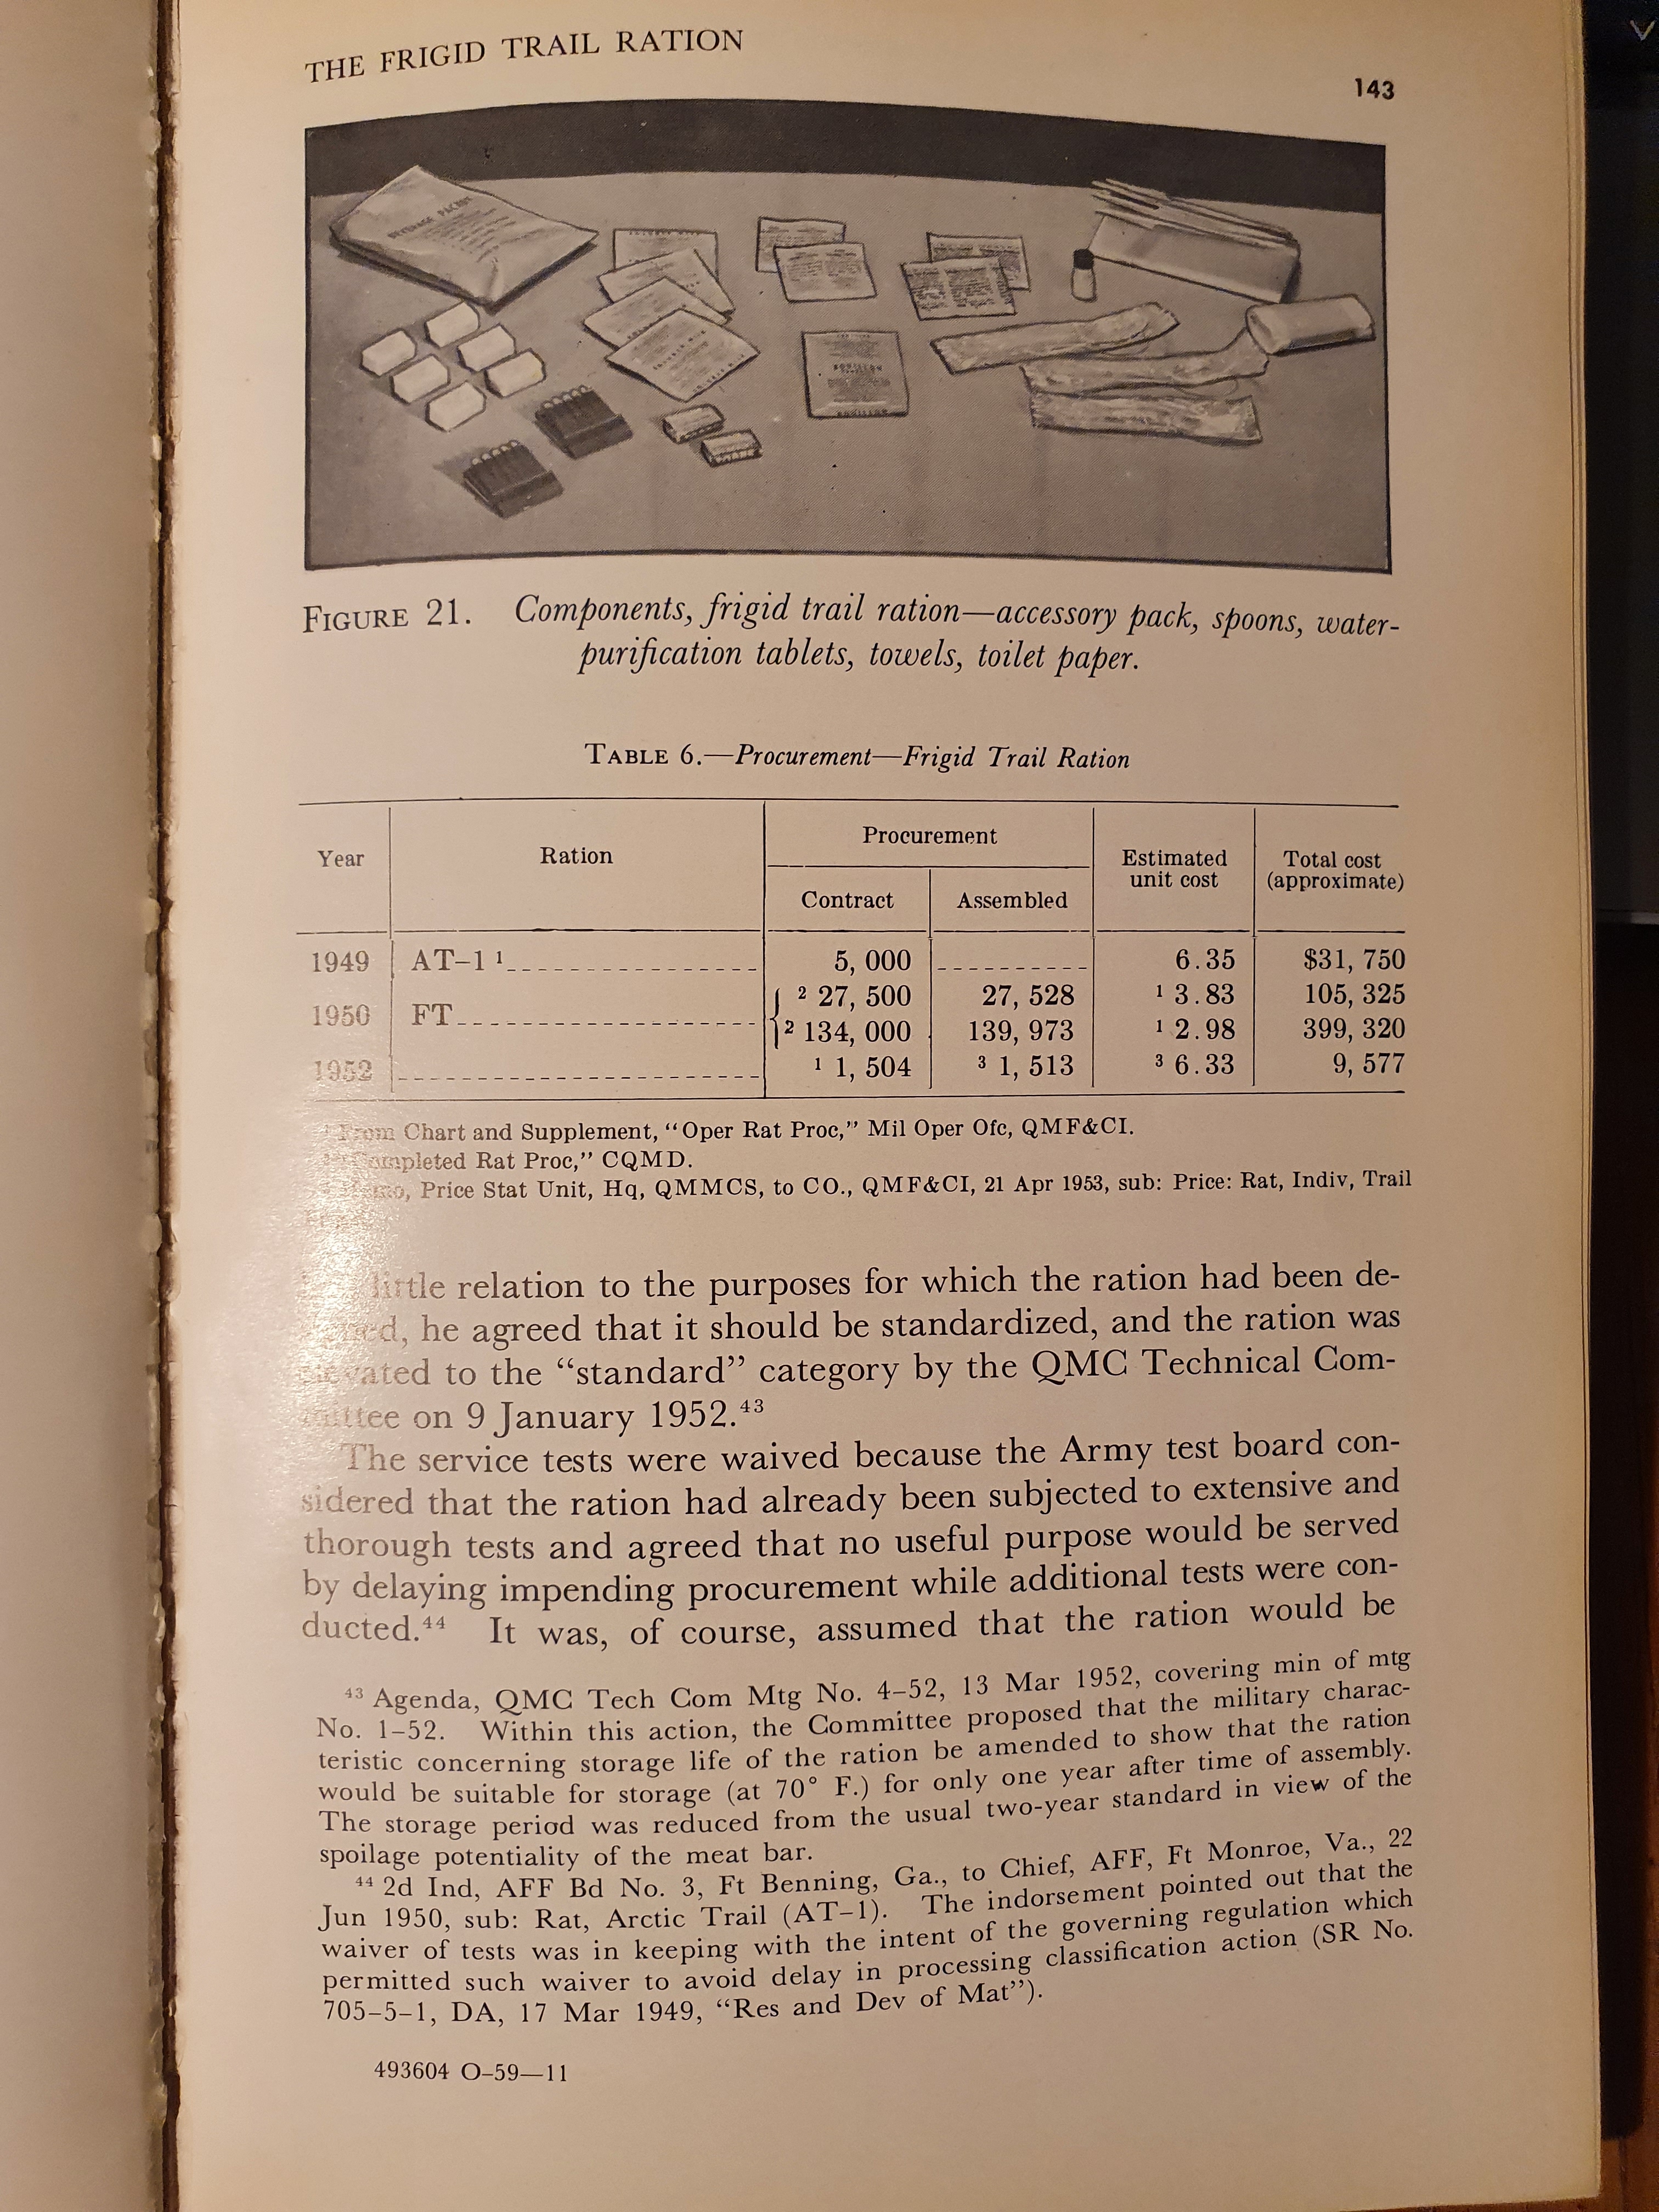 THE FRIGID TRAIL RATION
143
BEVERAGE PACKET
BOUILLON
BOUILLON
FIGURE 21. Components, frigid trail ration—accessory pack, spoons, water-
purification tablets, towels, toilet paper.
TABLE 6.—Procurement—Frigid Trail Ration
Year Ration Procurement Estimated unit cost Total cost (approximate)
Contract Assembled
1949 AT–1 ¹ 5, 000 6.35 $31, 750
1950 FT ² 27, 500 27, 528 ¹ 3.83 105, 325
² 134, 000 139, 973 ¹ 2.98 399, 320
1952 ¹ 1, 504 ³ 1, 513 ³ 6.33 9, 577
From Chart and Supplement, “Oper Rat Proc,” Mil Oper Ofc, QMF&CI.
“Completed Rat Proc,” CQMD.
Memo, Price Stat Unit, Hq, QMMCS, to CO., QMF&CI, 21 Apr 1953, sub: Price: Rat, Indiv, Trail
little relation to the purposes for which the ration had been de-
he agreed that it should be standardized, and the ration was
elevated to the “standard” category by the QMC Technical Com-
mittee on 9 January 1952.⁴³
The service tests were waived because the Army test board con-
sidered that the ration had already been subjected to extensive and
thorough tests and agreed that no useful purpose would be served
by delaying impending procurement while additional tests were con-
ducted.⁴⁴ It was, of course, assumed that the ration would be
⁴³ Agenda, QMC Tech Com Mtg No. 4–52, 13 Mar 1952, covering min of mtg
No. 1–52. Within this action, the Committee proposed that the military charac-
teristic concerning storage life of the ration be amended to show that the ration
would be suitable for storage (at 70° F.) for only one year after time of assembly.
The storage period was reduced from the usual two-year standard in view of the
spoilage potentiality of the meat bar.
⁴⁴ 2d Ind, AFF Bd No. 3, Ft Benning, Ga., to Chief, AFF, Ft Monroe, Va., 22
Jun 1950, sub: Rat, Arctic Trail (AT–1). The indorsement pointed out that the
waiver of tests was in keeping with the intent of the governing regulation which
permitted such waiver to avoid delay in processing classification action (SR No.
705–5–1, DA, 17 Mar 1949, “Res and Dev of Mat”).
493604 O–59—11